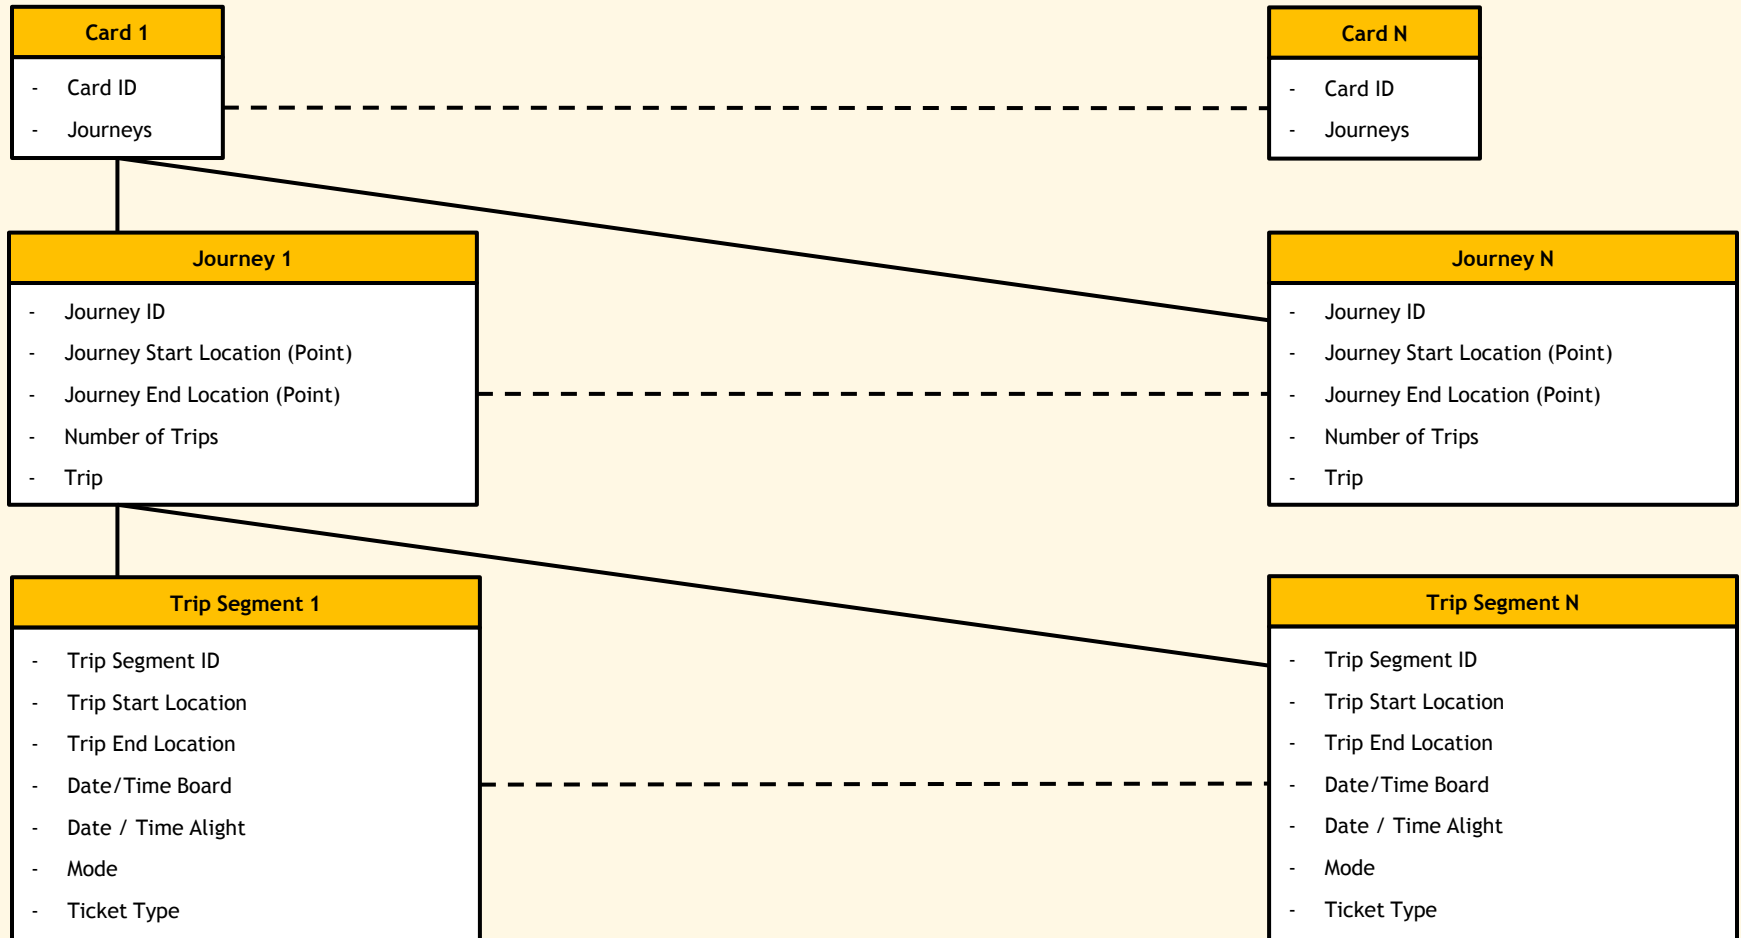 Card 1
- Card ID
- Journeys
Card N
- Card ID
- Journeys
Journey 1
- Journey ID
- Journey Start Location (Point)
- Journey End Location (Point)
- Number of Trips
- Trip
Journey N
- Journey ID
- Journey Start Location (Point)
- Journey End Location (Point)
- Number of Trips
- Trip
Trip Segment 1
- Trip Segment ID
- Trip Start Location
- Trip End Location
- Date/Time Board
- Date / Time Alight
- Mode
- Ticket Type
Trip Segment N
- Trip Segment ID
- Trip Start Location
- Trip End Location
- Date/Time Board
- Date / Time Alight
- Mode
- Ticket Type